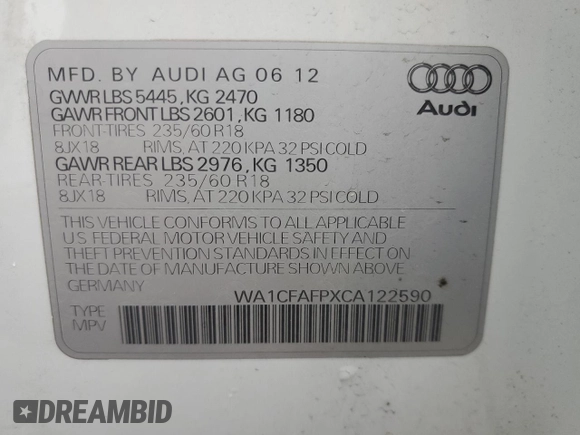 MFD. BY AUDI AG 06 12
GWR LBS 5445, KG 2470
GAWR FRONT LBS 2601, KG 1180
FRONT-TIRES 235/60 R18
8JX18 RIMS, AT 220 KPA 32 PSI COLD
GAWR REAR LBS 2976, KG 1350
REAR-TIRES 235/60 R18
8JX18 RIMS, AT 220 KPA 32 PSI COLD
Audi
THIS VEHICLE CONFORMS TO ALL APPLICABLE
U.S FEDERAL MOTOR VEHICLE SAFETY AND
THEFT PREVENTION STANDARDS IN EFFECT ON
THE DATE OF MANUFACTURE SHOWN ABOVE.
GERMANY WA1CFAFPXCA122590
TYPE
MPV
DREAMBID